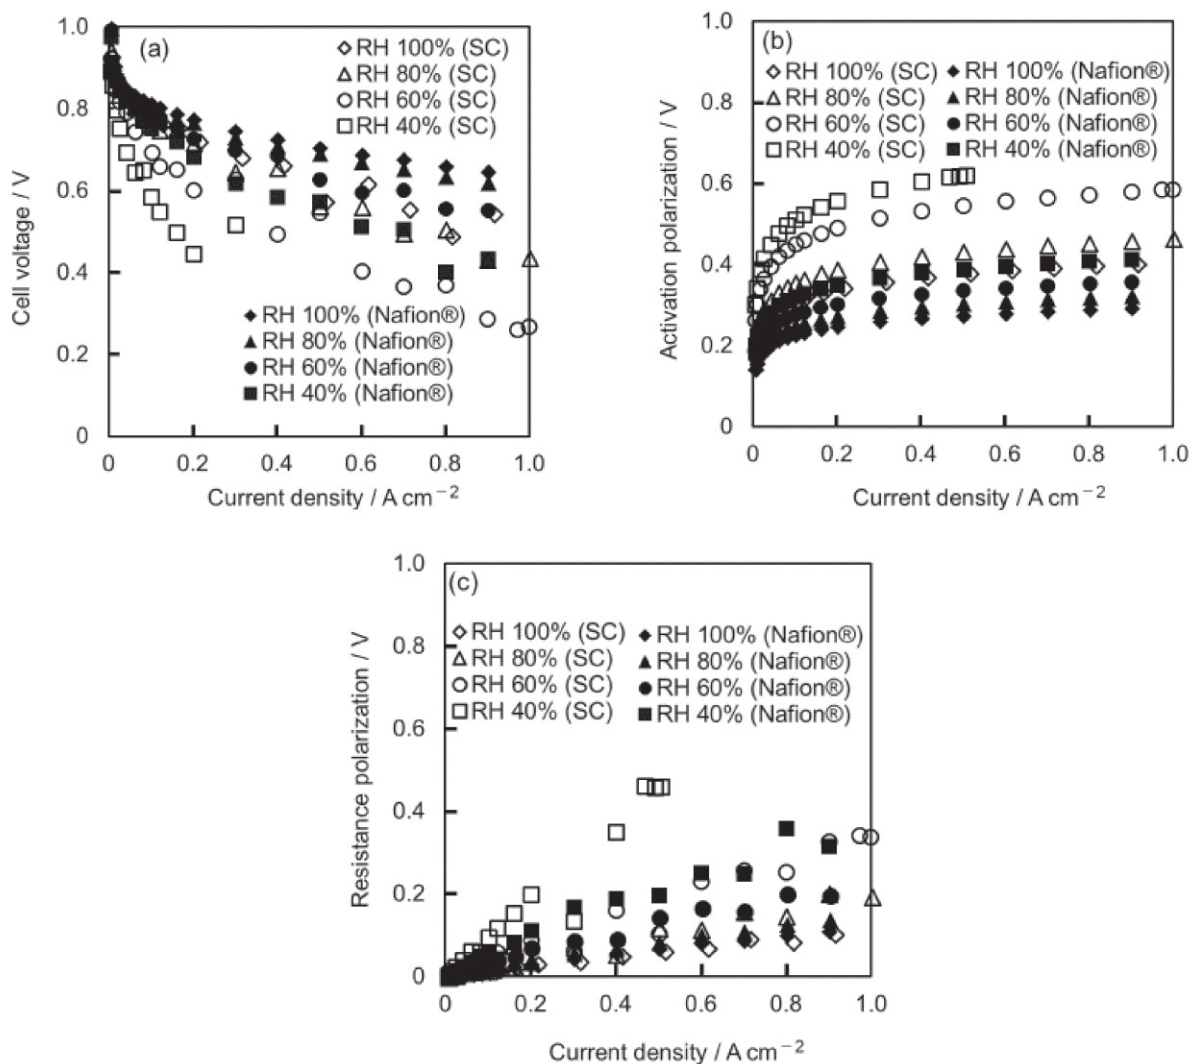 (a)
1.0
0.8
0.6
0.4
0.2
0
Cell voltage / V
◇RH 100% (SC)
△RH 80% (SC)
○RH 60% (SC)
□RH 40% (SC)
◆RH 100% (Nafion®)
▲RH 80% (Nafion®)
●RH 60% (Nafion®)
■RH 40% (Nafion®)
0 0.2 0.4 0.6 0.8 1.0
Current density / A cm−2
(b)
1.0
0.8
0.6
0.4
0.2
0
Activation polarization / V
◇RH 100% (SC) ◆RH 100% (Nafion®)
△RH 80% (SC) ▲RH 80% (Nafion®)
○RH 60% (SC) ●RH 60% (Nafion®)
□RH 40% (SC) ■RH 40% (Nafion®)
0 0.2 0.4 0.6 0.8 1.0
Current density / A cm−2
(c)
1.0
0.8
0.6
0.4
0.2
0
Resistance polarization / V
◇RH 100% (SC) ◆RH 100% (Nafion®)
△RH 80% (SC) ▲RH 80% (Nafion®)
○RH 60% (SC) ●RH 60% (Nafion®)
□RH 40% (SC) ■RH 40% (Nafion®)
0 0.2 0.4 0.6 0.8 1.0
Current density / A cm−2